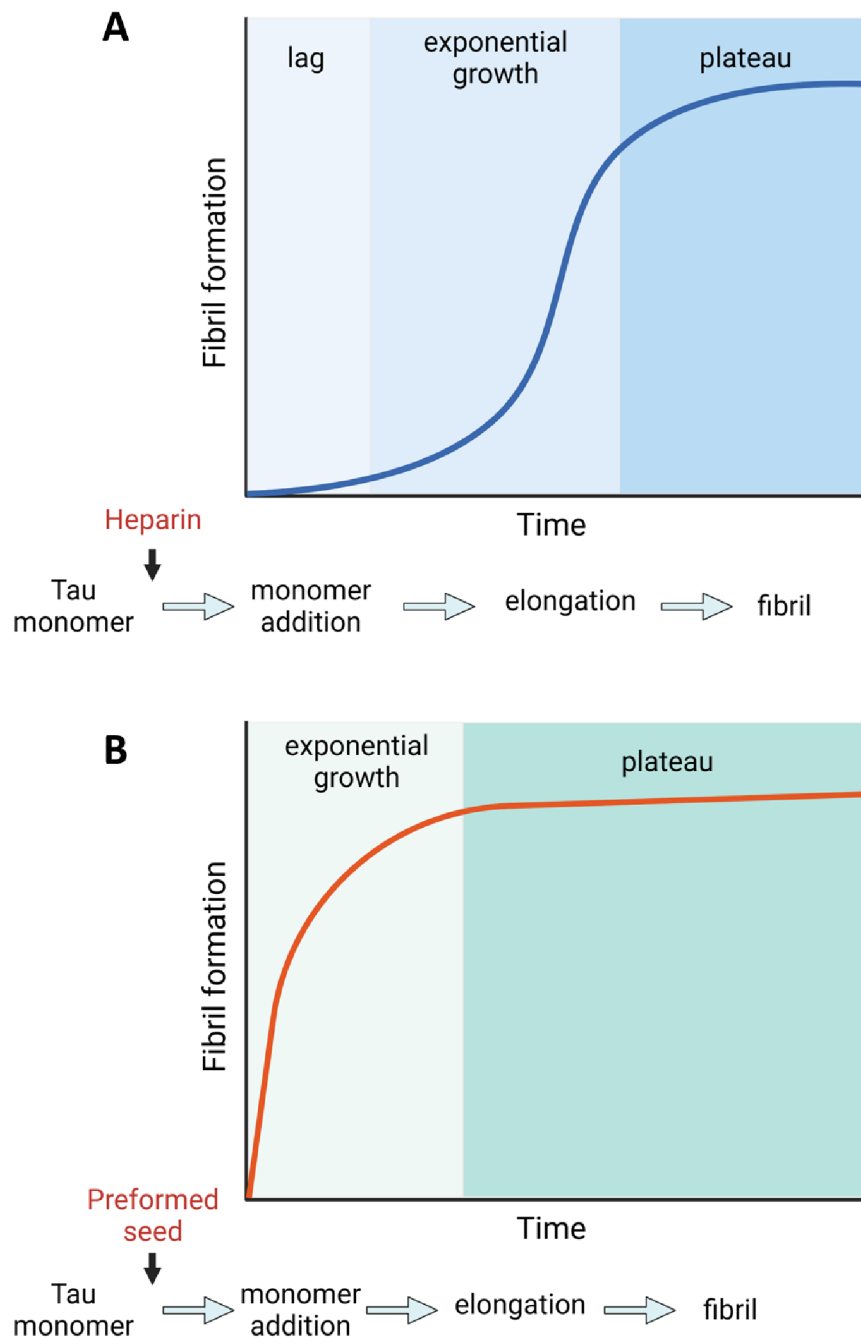 A
lag
exponential
growth
plateau
Fibril formation
Time
Heparin
Tau
monomer
monomer
addition
elongation
fibril
B
exponential
growth
plateau
Fibril formation
Time
Preformed
seed
Tau
monomer
monomer
addition
elongation
fibril